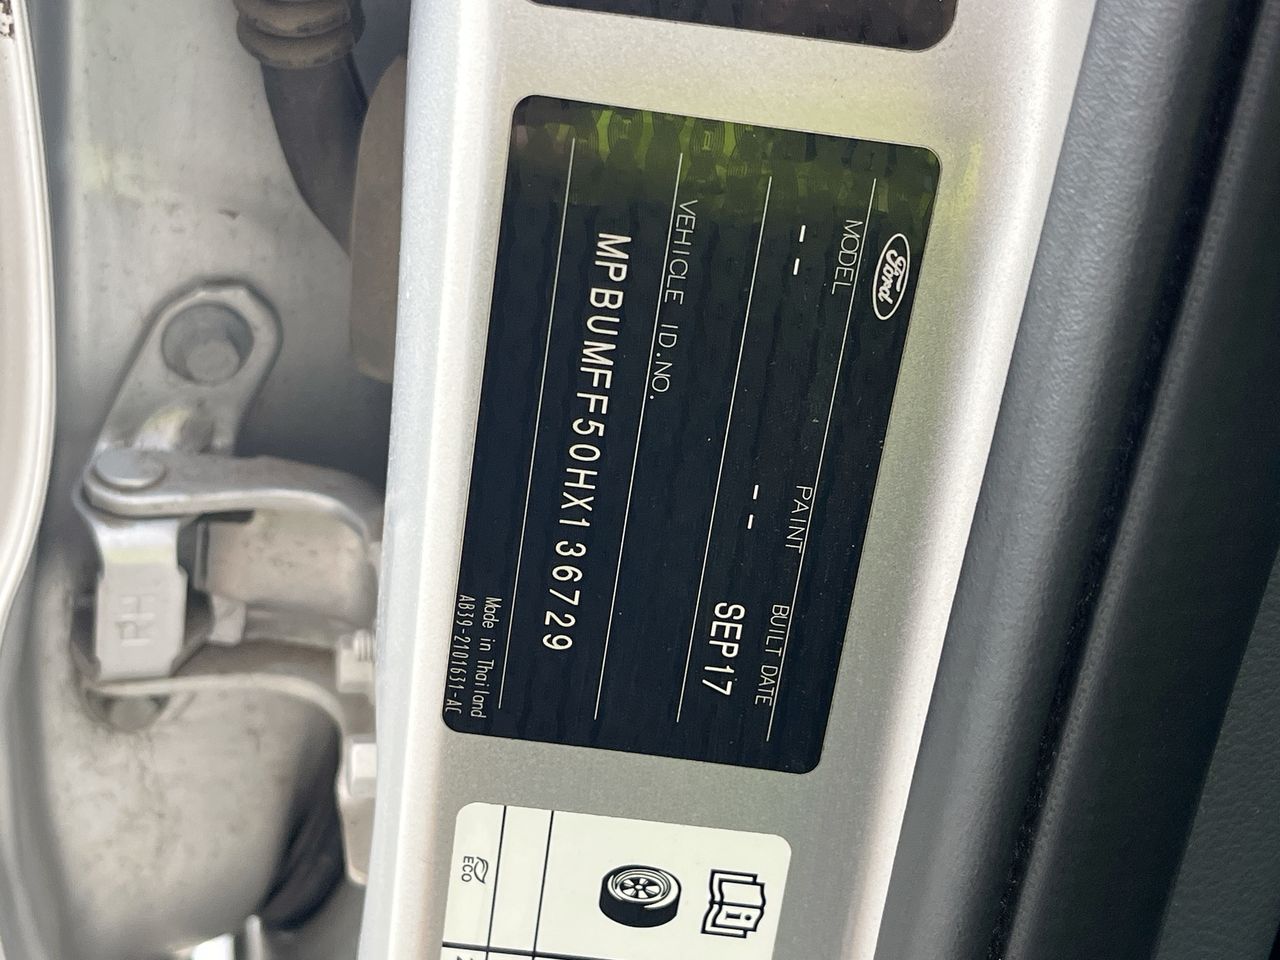 Ford
MODEL PAINT BUILT DATE
-- -- SEP17
VEHICLE ID.NO.
MPBUMFF50HX136729
Made in Thailand
AB39-2101631-AC
ECO